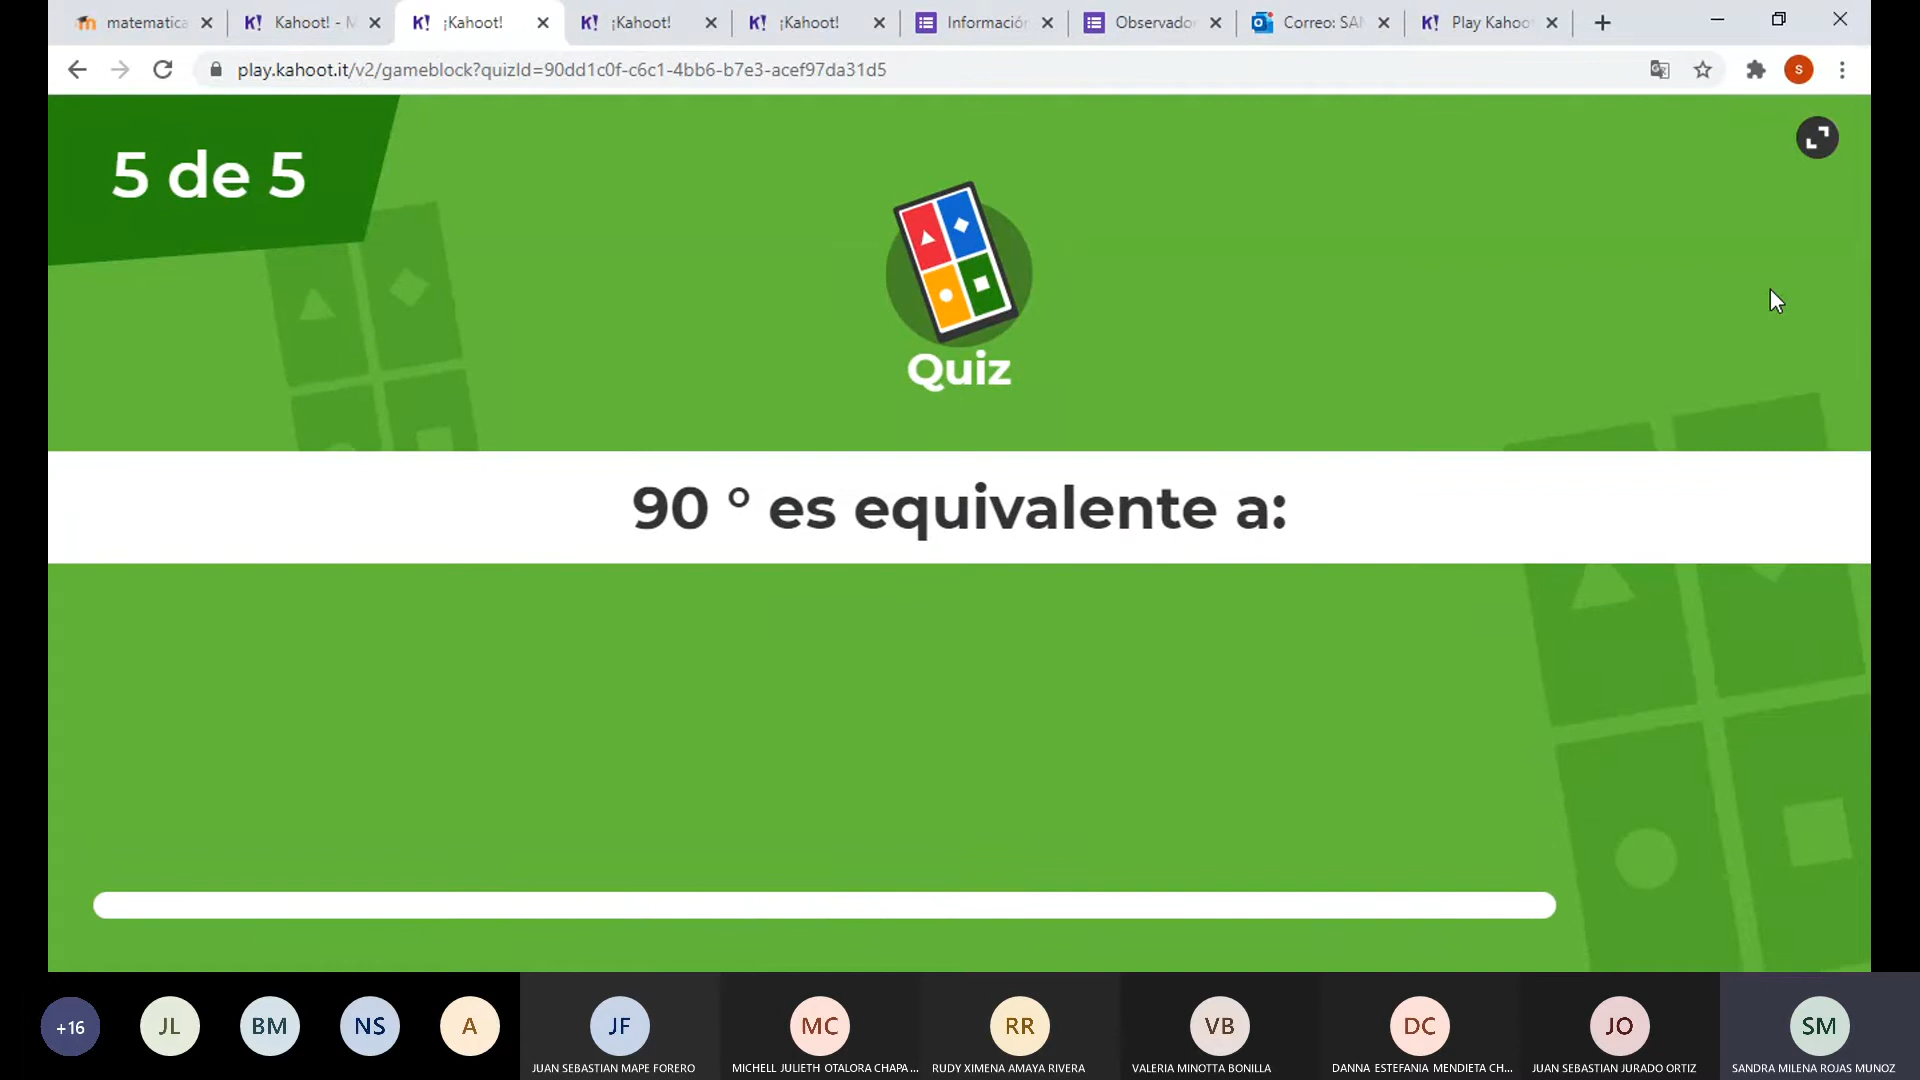 matematica
Kahoot! - M
¡Kahoot!
¡Kahoot!
¡Kahoot!
Información
Observador
Correo: SAN
Play Kahoot
play.kahoot.it/v2/gameblock?quizId=90dd1c0f-c6c1-4bb6-b7e3-acef97da31d5
S
5 de 5
Quiz
90 ° es equivalente a:
+16
JL
BM
NS
A
JF
MC
RR
VB
DC
JO
SM
JUAN SEBASTIAN MAPE FORERO
MICHELL JULIETH OTALORA CHAPA...
RUDY XIMENA AMAYA RIVERA
VALERIA MINOTTA BONILLA
DANNA ESTEFANIA MENDIETA CH...
JUAN SEBASTIAN JURADO ORTIZ
SANDRA MILENA ROJAS MUNOZ